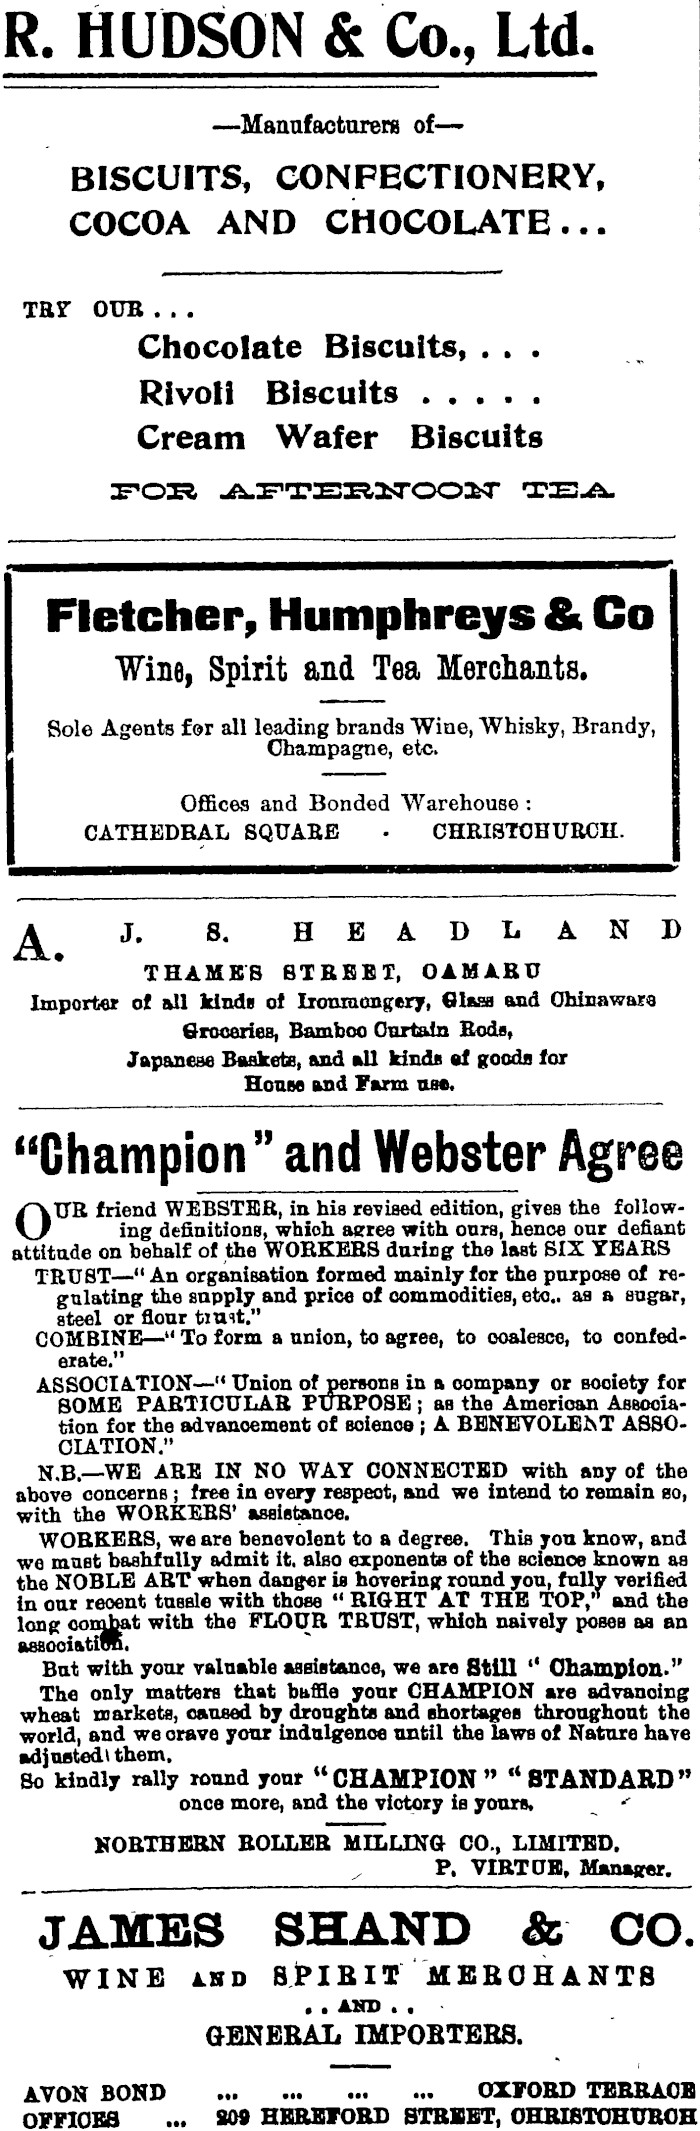 R. HUDSON & Co., Ltd.
—Manufacturers of—
BISCUITS, CONFECTIONERY,
COCOA AND CHOCOLATE...
TRY OUR...
Chocolate Biscuits, . . .
Rivoli Biscuits . . . . .
Cream Wafer Biscuits
FOR AFTERNOON TEA
Fletcher, Humphreys & Co
Wine, Spirit and Tea Merchants.
Sole Agents for all leading brands Wine, Whisky, Brandy,
Champagne, etc.
Offices and Bonded Warehouse :
CATHEDRAL SQUARE - CHRISTCHURCH.
A. J. S. HEADLAND
THAMES STREET, OAMARU
Importer of all kinds of Ironmongery, Glass and Chinaware
Groceries, Bamboo Curtain Rods,
Japanese Baskets, and all kinds of goods for
House and Farm use.
"Champion" and Webster Agree
OUR friend WEBSTER, in his revised edition, gives the follow-
ing definitions, which agree with ours, hence our defiant
attitude on behalf of the WORKERS during the last SIX YEARS
TRUST—"An organisation formed mainly for the purpose of re-
gulating the supply and price of commodities, etc.. as a sugar,
steel or flour trust."
COMBINE—"To form a union, to agree, to coalesce, to confed-
erate."
ASSOCIATION—"Union of persons in a company or society for
SOME PARTICULAR PURPOSE ; as the American Associa-
tion for the advancement of science ; A BENEVOLENT ASSO-
CIATION."
N.B.—WE ARE IN NO WAY CONNECTED with any of the
above concerns ; free in every respect, and we intend to remain so,
with the WORKERS' assistance.
WORKERS, we are benevolent to a degree. This you know, and
we must bashfully admit it, also exponents of the science known as
the NOBLE ART when danger is hovering round you, fully verified
in our recent tussle with those "RIGHT AT THE TOP," and the
long combat with the FLOUR TRUST, which naively poses as an
association.
But with your valuable assistance, we are Still "Champion."
The only matters that baffle your CHAMPION are advancing
wheat markets, caused by droughts and shortages throughout the
world, and we crave your indulgence until the laws of Nature have
adjusted them.
So kindly rally round your "CHAMPION" "STANDARD"
once more, and the victory is yours.
NORTHERN ROLLER MILLING CO., LIMITED.
P. VIRTUE, Manager.
JAMES SHAND & CO.
WINE AND SPIRIT MERCHANTS
. . AND . .
GENERAL IMPORTERS.
AVON BOND ... ... ... ... OXFORD TERRACE
OFFICES ... 209 HEREFORD STREET, CHRISTCHURCH